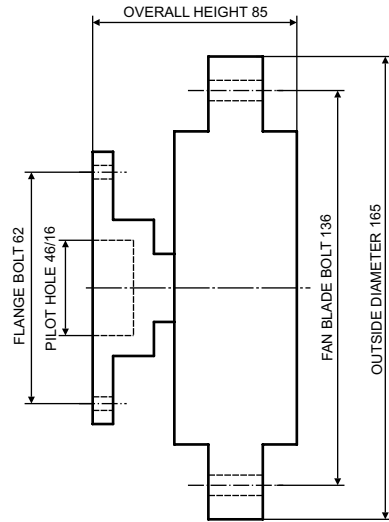 OVERALL HEIGHT 85
FLANGE BOLT 62
PILOT HOLE 46/16
FAN BLADE BOLT 136
OUTSIDE DIAMETER 165